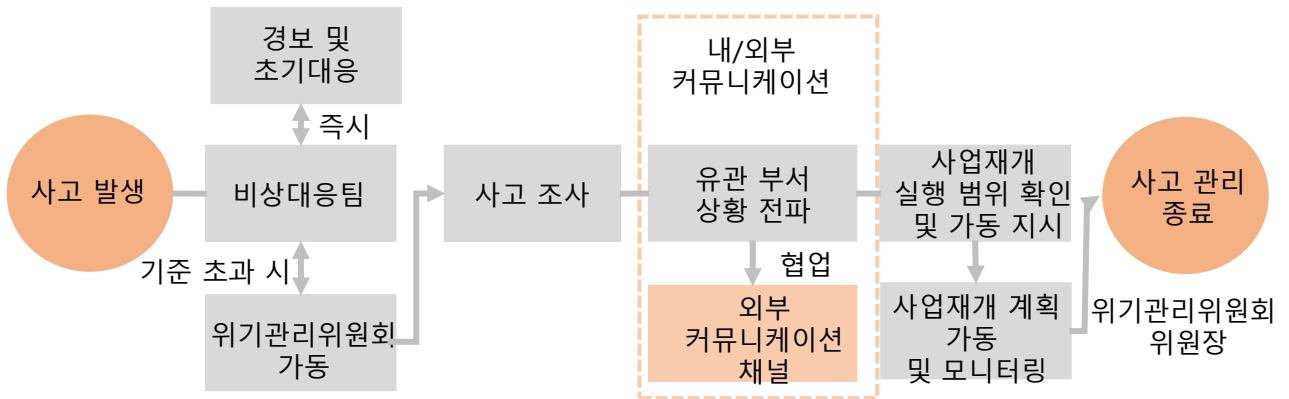 경보 및
초기대응
즉시
사고 발생
비상대응팀
기준 초과 시
위기관리위원회
가동
사고 조사
내/외부
커뮤니케이션
유관 부서
상황 전파
협업
외부
커뮤니케이션
채널
사업재개
실행 범위 확인
및 가동 지시
사업재개 계획
가동
및 모니터링
사고 관리
종료
위기관리위원회
위원장